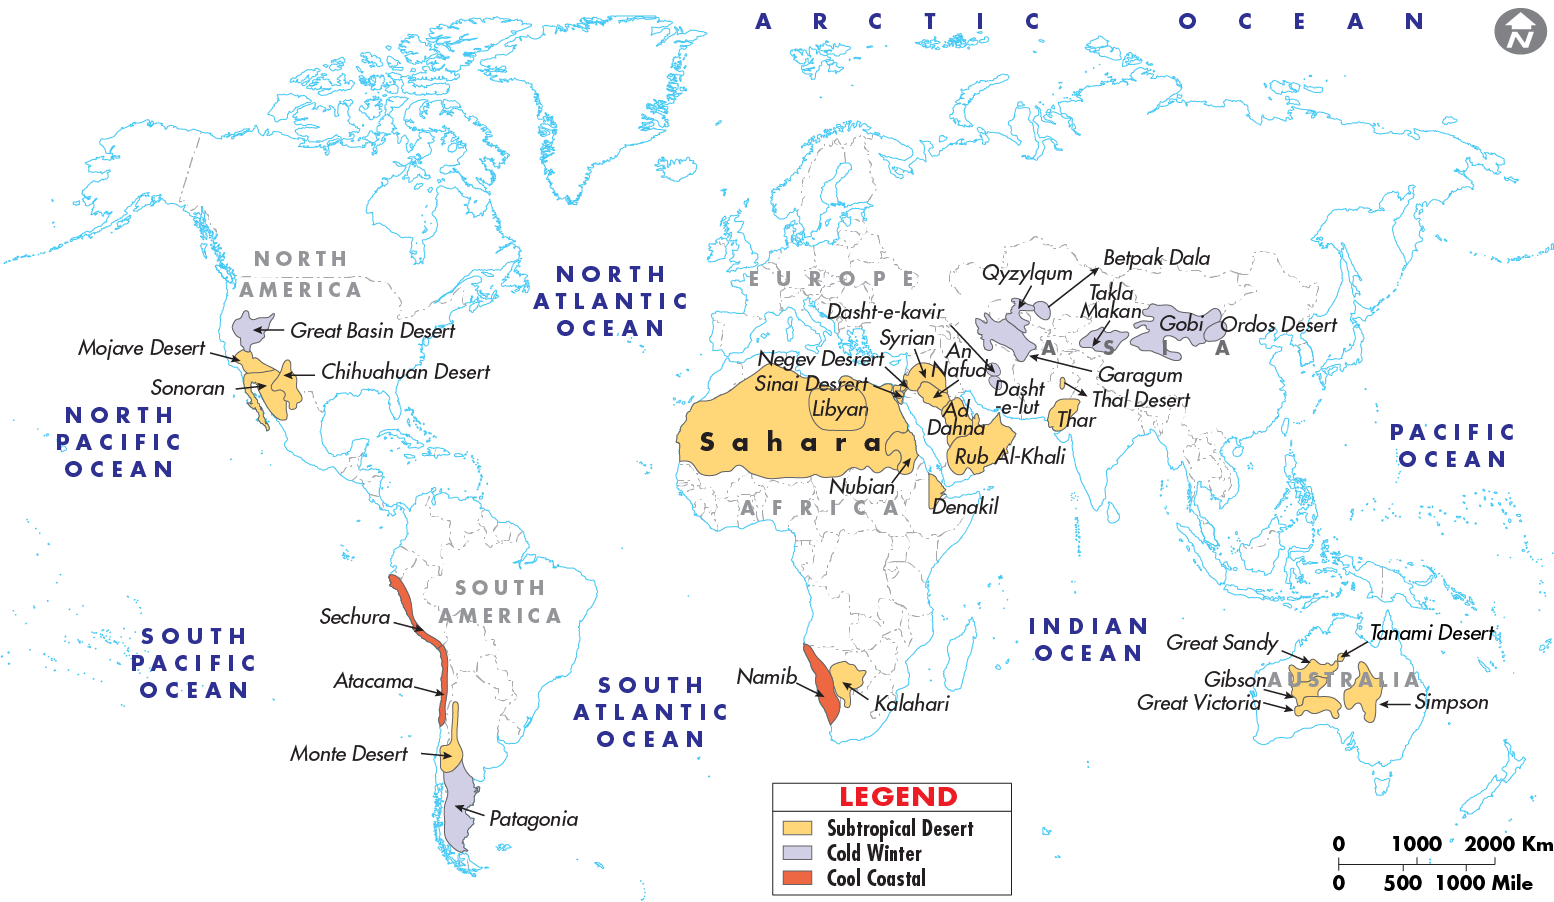 ARCTIC OCEAN
N
NORTH
AMERICA
NORTH
ATLANTIC
OCEAN
EUROPE
Betpak Dala
Qyzylqum
Takla
Makan
Dasht-e-kavir
Gobi
Ordos Desert
Great Basin Desert
Syrian
Mojave Desert
An
Nafud
ASIA
Negev Desrert
Chihuahuan Desert
Garagum
Sonoran
Sinai Desrert
Dasht
-e-lut
Thal Desert
Libyan
Ad
Dahna
Thar
NORTH
PACIFIC
OCEAN
Sahara
Rub Al-Khali
PACIFIC
OCEAN
Nubian
AFRICA
Denakil
SOUTH
AMERICA
Sechura
SOUTH
PACIFIC
OCEAN
INDIAN
OCEAN
Great Sandy
Tanami Desert
Atacama
Namib
Kalahari
SOUTH
ATLANTIC
OCEAN
Gibson
AUSTRALIA
Great Victoria
Simpson
Monte Desert
Patagonia
LEGEND
Subtropical Desert
Cold Winter
Cool Coastal
0 1000 2000 Km
0 500 1000 Mile